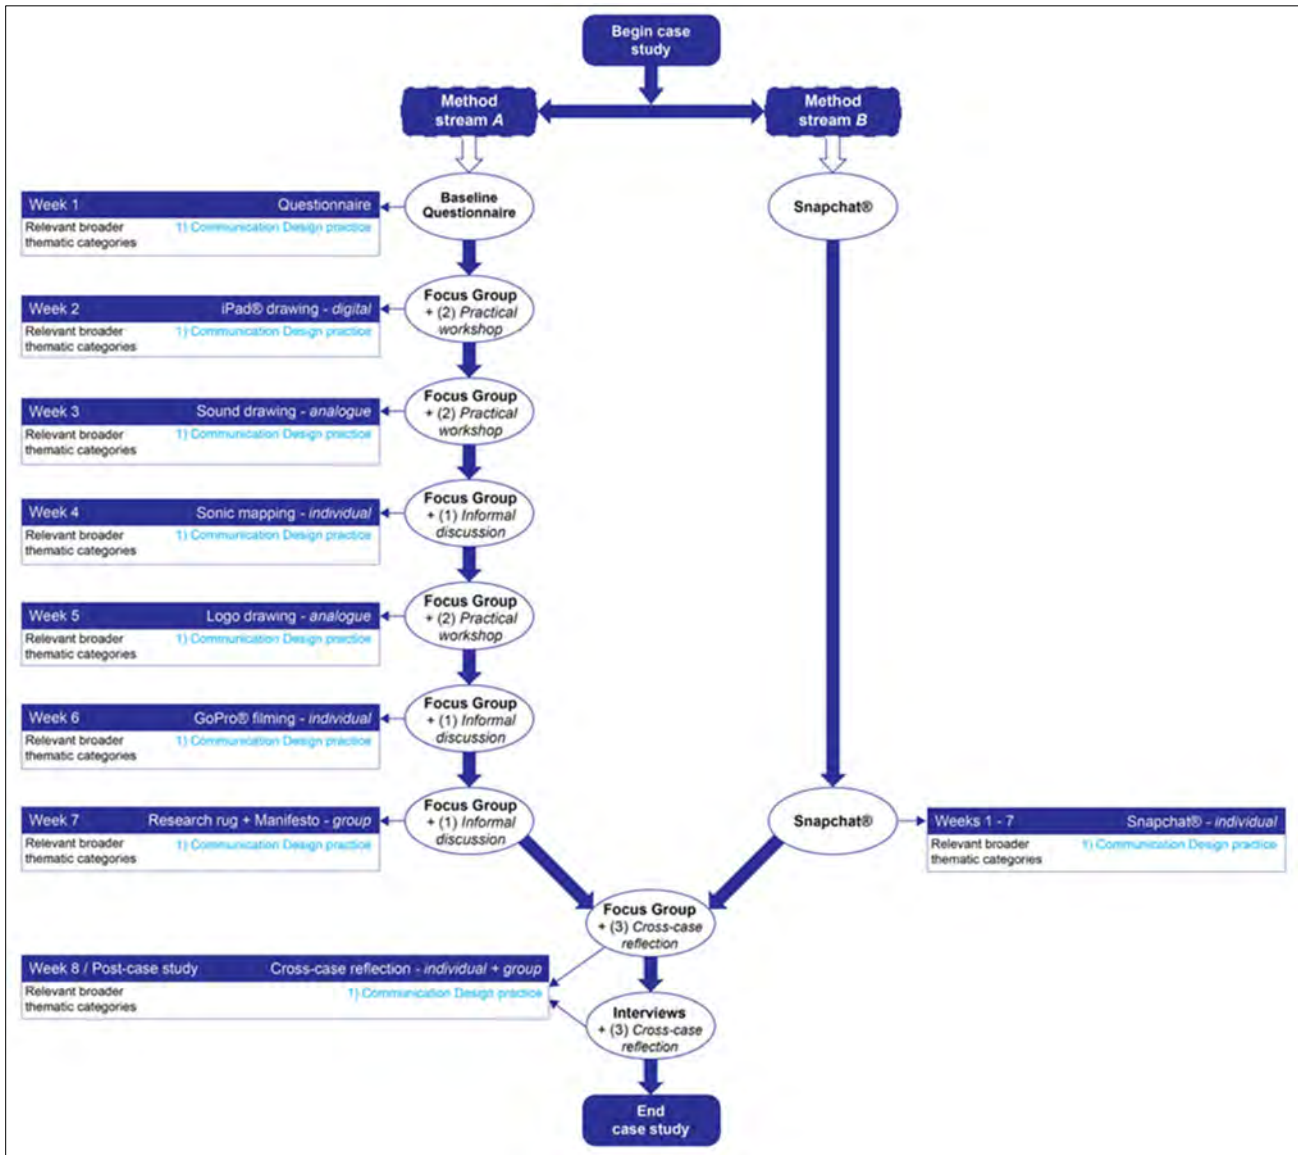 Begin case
study
Method
stream A
Method
stream B
Week 1 Questionnaire
Relevant broader 1) Communication Design practice
thematic categories
Baseline
Questionnaire
Snapchat®
Week 2 iPad® drawing - digital
Relevant broader 1) Communication Design practice
thematic categories
Focus Group
+ (2) Practical
workshop
Week 3 Sound drawing - analogue
Relevant broader 1) Communication Design practice
thematic categories
Focus Group
+ (2) Practical
workshop
Week 4 Sonic mapping - individual
Relevant broader 1) Communication Design practice
thematic categories
Focus Group
+ (1) Informal
discussion
Week 5 Logo drawing - analogue
Relevant broader 1) Communication Design practice
thematic categories
Focus Group
+ (2) Practical
workshop
Week 6 GoPro® filming - individual
Relevant broader 1) Communication Design practice
thematic categories
Focus Group
+ (1) Informal
discussion
Week 7 Research rug + Manifesto - group
Relevant broader 1) Communication Design practice
thematic categories
Focus Group
+ (1) Informal
discussion
Snapchat®
Weeks 1 - 7 Snapchat® - individual
Relevant broader 1) Communication Design practice
thematic categories
Focus Group
+ (3) Cross-case
reflection
Week 8 / Post-case study Cross-case reflection - individual + group
Relevant broader 1) Communication Design practice
thematic categories
Interviews
+ (3) Cross-case
reflection
End
case study